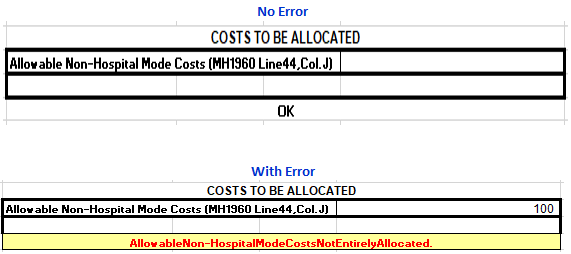 No Error
COSTS TO BE ALLOCATED
Allowable Non-Hospital Mode Costs (MH1960 Line44,Col.J)
OK
With Error
COSTS TO BE ALLOCATED
Allowable Non-Hospital Mode Costs (MH1960 Line44,Col.J) 100
AllowableNon-HospitalModeCostsNotEntirelyAllocated.